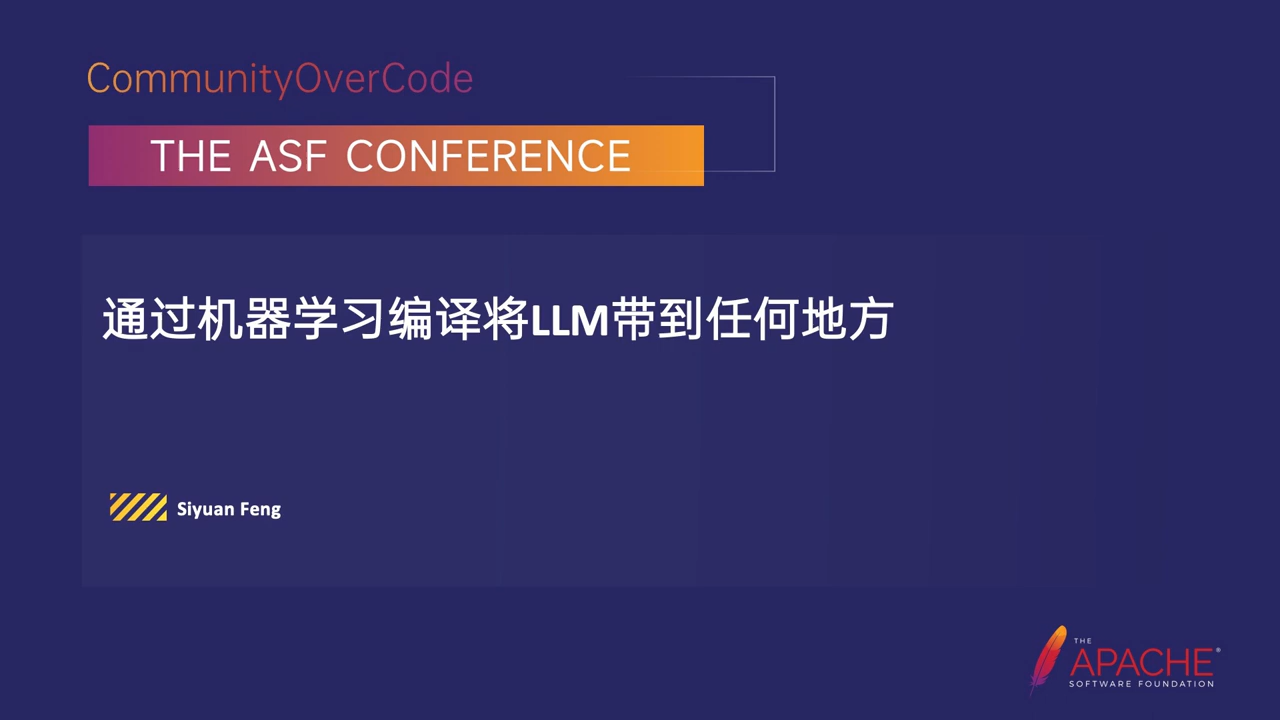 CommunityOverCode
THE ASF CONFERENCE
通过机器学习编译将LLM带到任何地方
Siyuan Feng
THE
APACHE®
SOFTWARE FOUNDATION